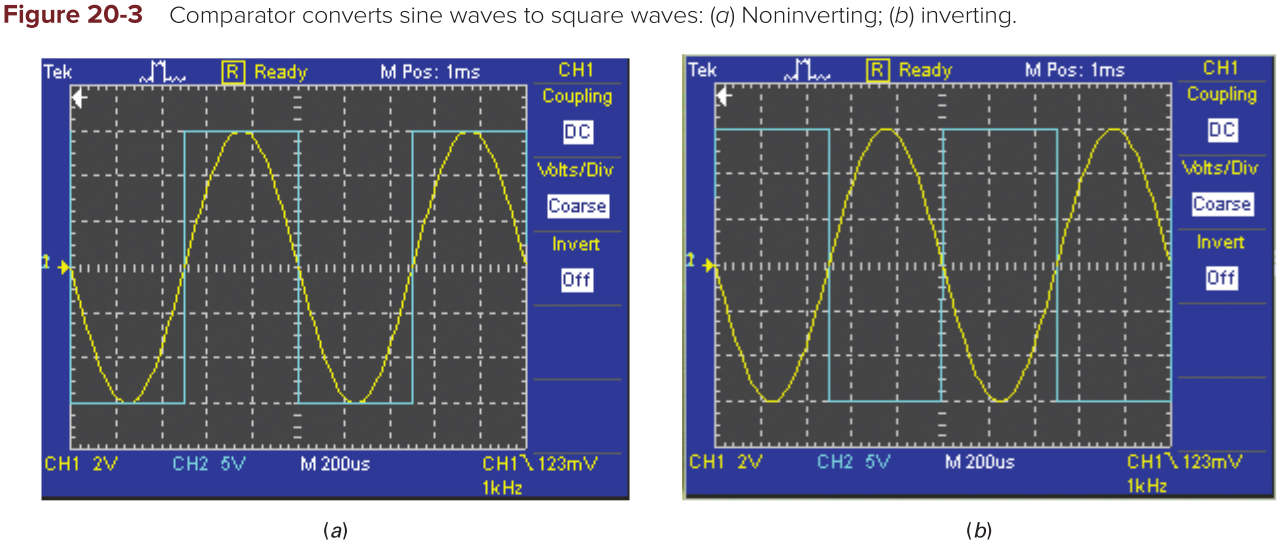 Figure 20-3 Comparator converts sine waves to square waves: (a) Noninverting; (b) inverting.
Tek R Ready M Pos: 1ms CH1
Coupling
DC
Volts/Div
Coarse
Invert
Off
1
CH1 2V CH2 5V M 200us CH1 123mV
1kHz
(a)
Tek R Ready M Pos: 1ms CH1
Coupling
DC
Volts/Div
Coarse
Invert
Off
1
CH1 2V CH2 5V M 200us CH1 123mV
1kHz
(b)